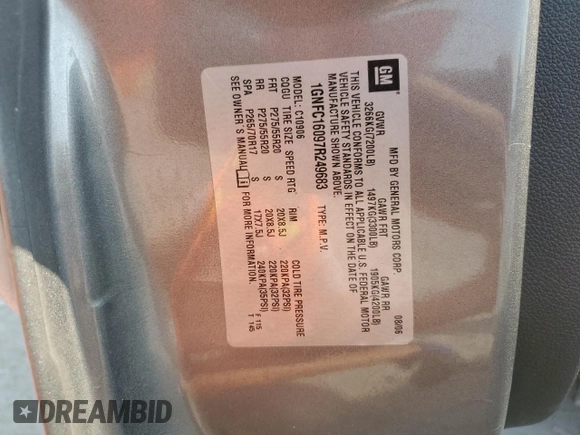 GM
MFD BY GENERAL MOTORS CORP. 08/06
GVWR GAWR FRT GAWR RR
3266KG(7200LB) 1497KG(3300LB) 1905KG(4200LB)
THIS VEHICLE CONFORMS TO ALL APPLICABLE U.S. FEDERAL MOTOR
VEHICLE SAFETY STANDARDS IN EFFECT ON THE DATE OF
MANUFACTURE SHOWN ABOVE.
1GNFC16097R249683 TYPE: M.P.V.
MODEL: C10906
COGU TIRE SIZE SPEED RTG RIM COLD TIRE PRESSURE
FRT P275/55R20 S 20X8.5J 220KPA(32PSI)
RR P275/55R20 S 20X8.5J 220KPA(32PSI)
SPA P265/70R17 S 17X7.5J 240KPA(35PSI)
SEE OWNER'S MANUAL FOR MORE INFORMATION.
F 115
T 145
DREAMBID